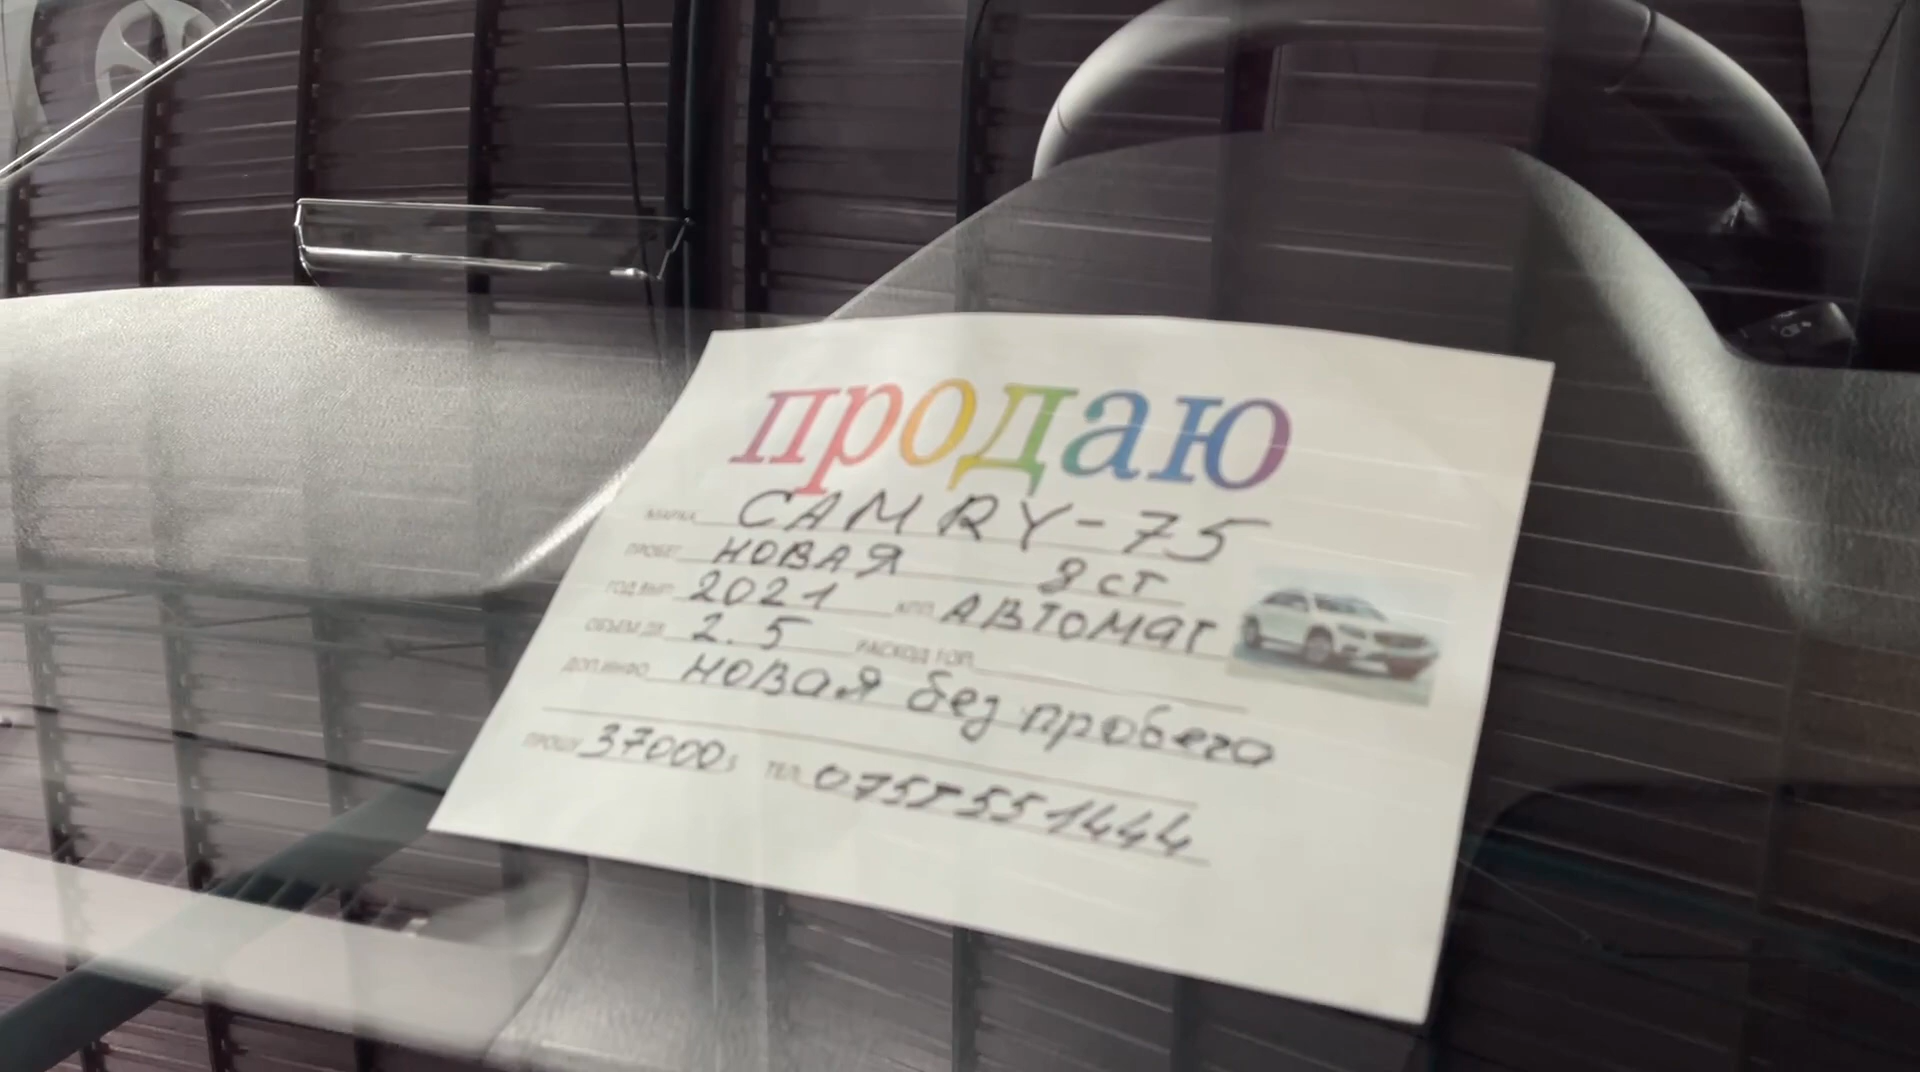 продаю
МАРКА CAMRY-75
ПРОБЕГ НОВАЯ 8 ст
ГОД ВЫП 2021 КПП АВТОМАТ
ОБЪЕМ ДВ 2.5 РАСХОД ТОП.
ДОП.ИНФО НОВАЯ без пробега
ПРОШУ 37000 $ ТЕЛ. 0755551444